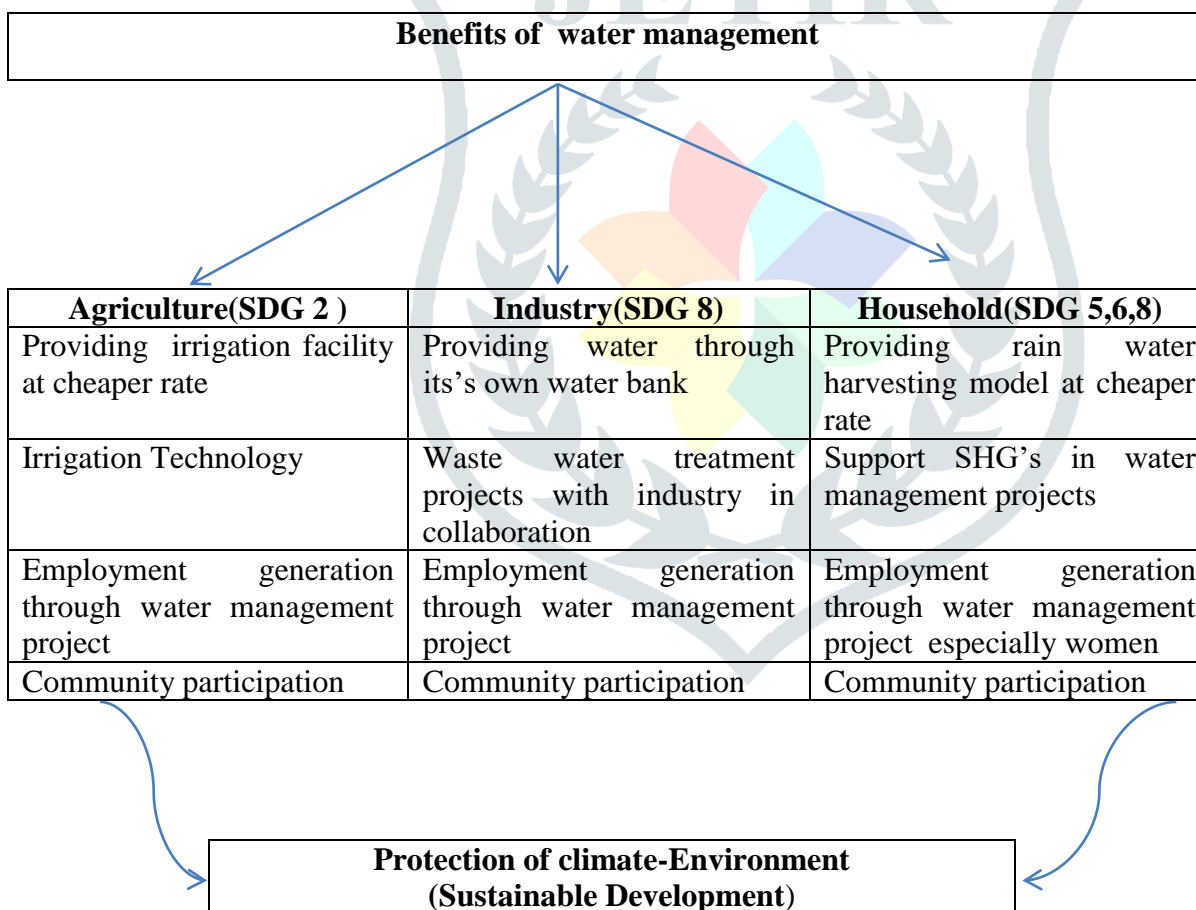 JETIR
Benefits of water management
Agriculture(SDG 2 )
Industry(SDG 8)
Household(SDG 5,6,8)
Providing irrigation facility
at cheaper rate
Providing water through
its's own water bank
Providing rain water
harvesting model at cheaper
rate
Irrigation Technology
Waste water treatment
projects with industry in
collaboration
Support SHG's in water
management projects
Employment generation
through water management
project
Employment generation
through water management
project
Employment generation
through water management
project especially women
Community participation
Community participation
Community participation
Protection of climate-Environment
(Sustainable Development)